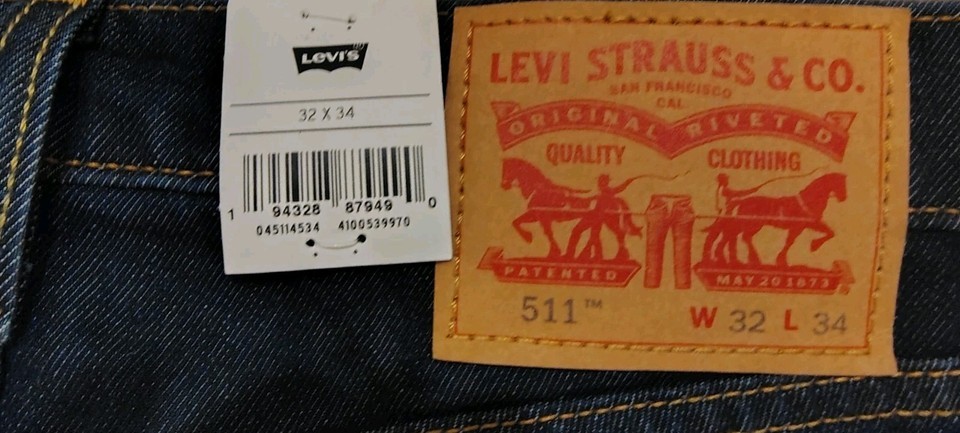 LEVI'S
32 X 34
1 94328 87949 0
045114534 4100539970
LEVI STRAUSS & CO.
SAN FRANCISCO
CAL
ORIGINAL RIVETED
QUALITY CLOTHING
PATENTED MAY 20 1873
511™ W 32 L 34